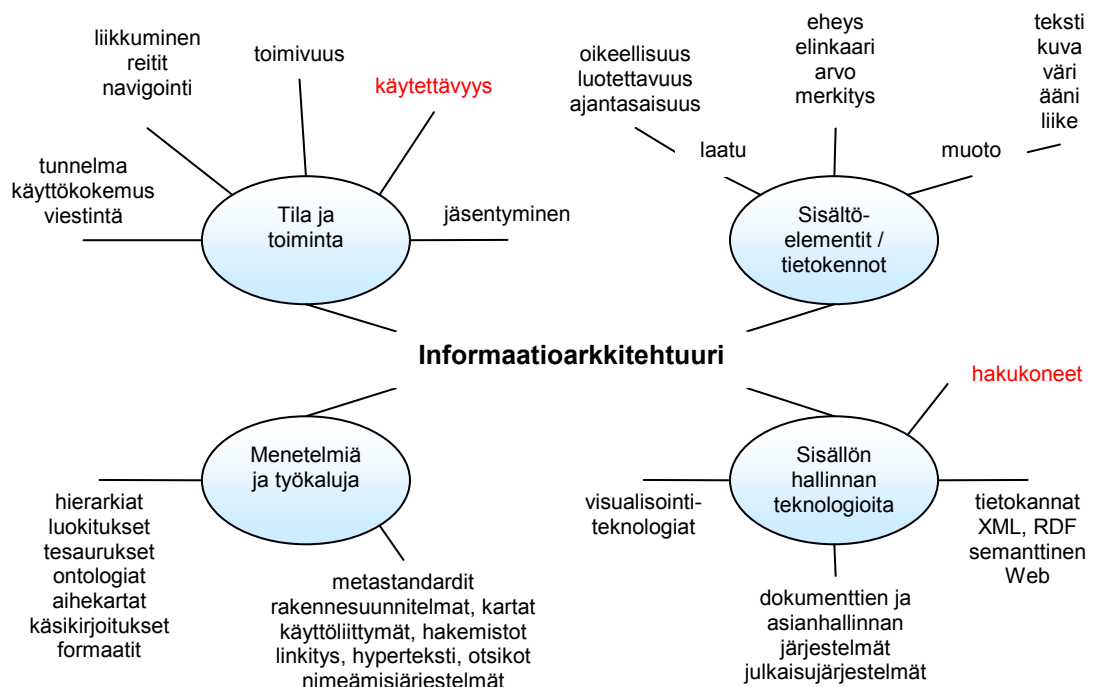 liikkuminen
reitit
navigointi
toimivuus
käytettävyys
tunnelma
käyttökokemus
viestintä
Tila ja
toiminta
jäsentyminen
oikeellisuus
luotettavuus
ajantasaisuus
laatu
eheys
elinkaari
arvo
merkitys
teksti
kuva
väri
ääni
liike
muoto
Sisältö-
elementit /
tietokennot
Informaatioarkkitehtuuri
Menetelmiä
ja työkaluja
hierarkiat
luokitukset
tesaurukset
ontologiat
aihekartat
käsikirjoitukset
formaatit
metastandardit
rakennesuunnitelmat, kartat
käyttöliittymät, hakemistot
linkitys, hyperteksti, otsikot
nimeämisjärjestelmät
hakukoneet
Sisällön
hallinnan
teknologioita
visualisointi-
teknologiat
tietokannat
XML, RDF
semanttinen
Web
dokumenttien ja
asianhallinnan
järjestelmät
julkaisujärjestelmät